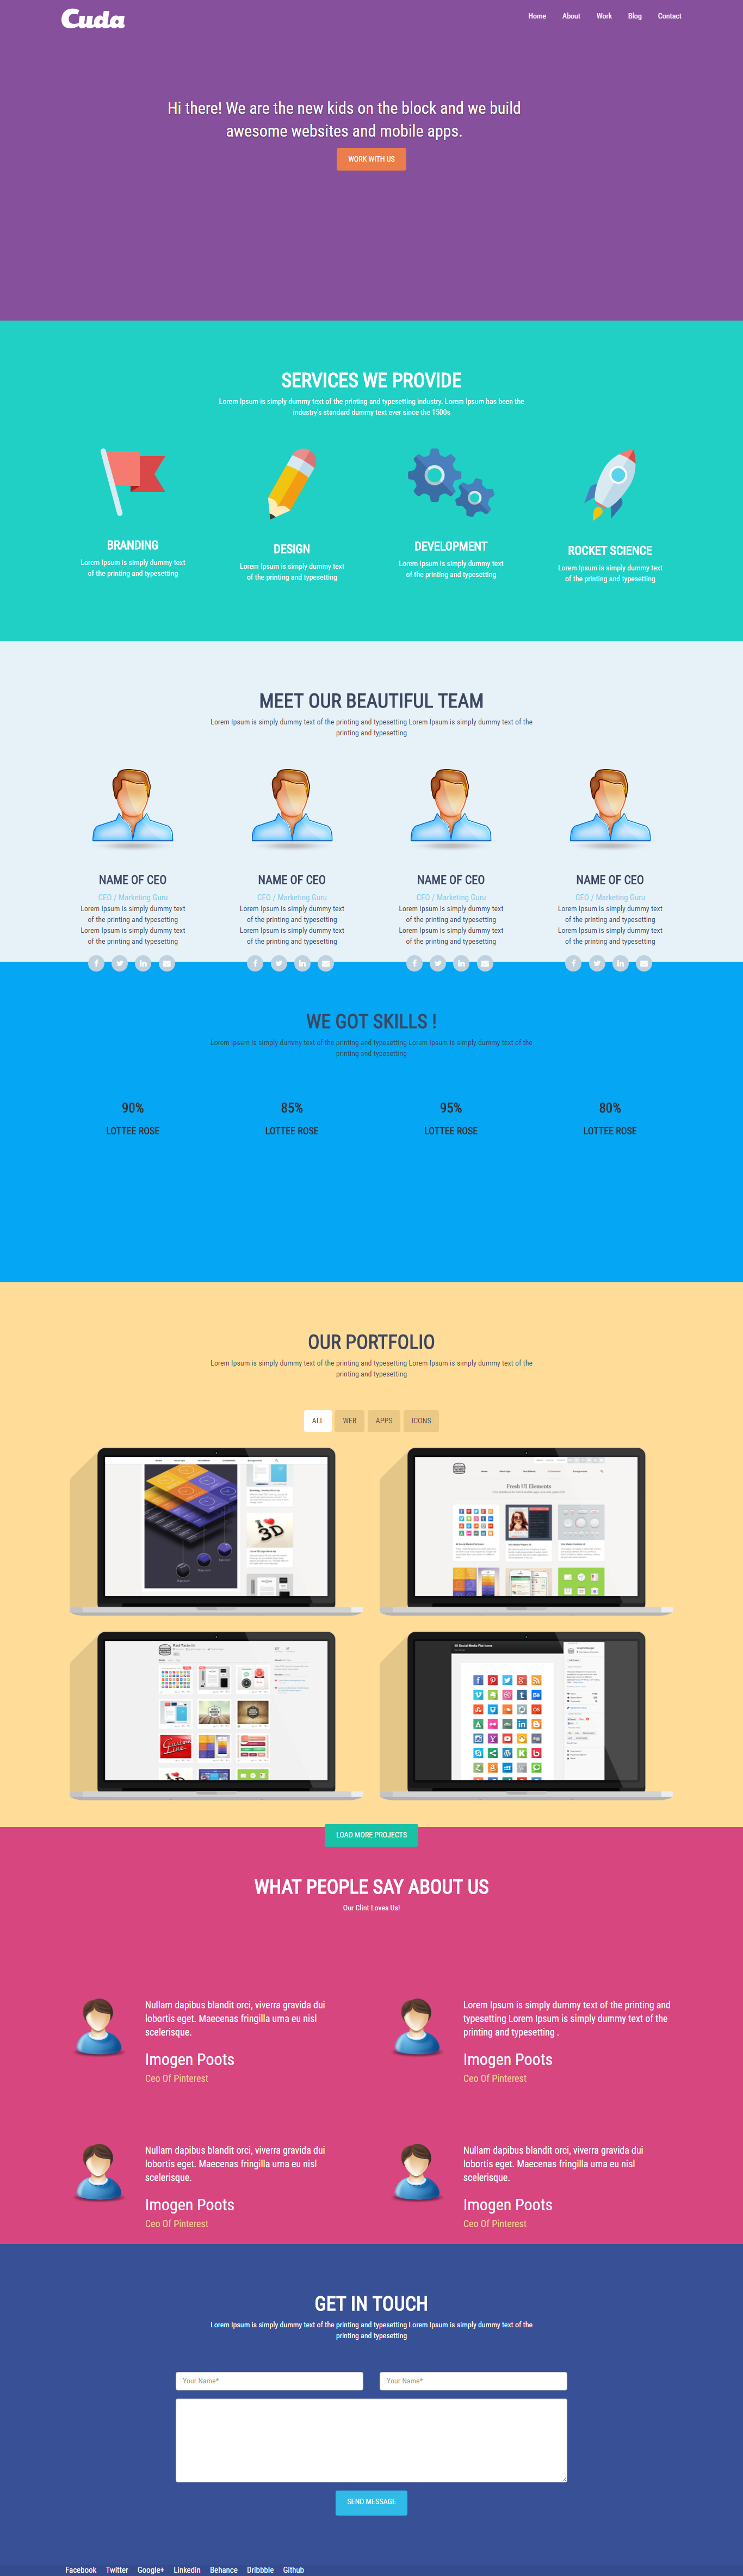 Cuda
Home About Work Blog Contact
Hi there! We are the new kids on the block and we build
awesome websites and mobile apps.
WORK WITH US
SERVICES WE PROVIDE
Lorem Ipsum is simply dummy text of the printing and typesetting industry. Lorem Ipsum has been the
industry's standard dummy text ever since the 1500s
BRANDING
Lorem Ipsum is simply dummy text
of the printing and typesetting
DESIGN
Lorem Ipsum is simply dummy text
of the printing and typesetting
DEVELOPMENT
Lorem Ipsum is simply dummy text
of the printing and typesetting
ROCKET SCIENCE
Lorem Ipsum is simply dummy text
of the printing and typesetting
MEET OUR BEAUTIFUL TEAM
Lorem Ipsum is simply dummy text of the printing and typesetting Lorem Ipsum is simply dummy text of the
printing and typesetting
NAME OF CEO
CEO / Marketing Guru
Lorem Ipsum is simply dummy text
of the printing and typesetting
Lorem Ipsum is simply dummy text
of the printing and typesetting
NAME OF CEO
CEO / Marketing Guru
Lorem Ipsum is simply dummy text
of the printing and typesetting
Lorem Ipsum is simply dummy text
of the printing and typesetting
NAME OF CEO
CEO / Marketing Guru
Lorem Ipsum is simply dummy text
of the printing and typesetting
Lorem Ipsum is simply dummy text
of the printing and typesetting
NAME OF CEO
CEO / Marketing Guru
Lorem Ipsum is simply dummy text
of the printing and typesetting
Lorem Ipsum is simply dummy text
of the printing and typesetting
WE GOT SKILLS !
Lorem Ipsum is simply dummy text of the printing and typesetting Lorem Ipsum is simply dummy text of the
printing and typesetting
90%
LOTTEE ROSE
85%
LOTTEE ROSE
95%
LOTTEE ROSE
80%
LOTTEE ROSE
OUR PORTFOLIO
Lorem Ipsum is simply dummy text of the printing and typesetting Lorem Ipsum is simply dummy text of the
printing and typesetting
ALL WEB APPS ICONS
I 3D
Fresh UI Elements
LOAD MORE PROJECTS
WHAT PEOPLE SAY ABOUT US
Our Clint Loves Us!
Nullam dapibus blandit orci, viverra gravida dui
lobortis eget. Maecenas fringilla urna eu nisl
scelerisque.
Imogen Poots
Ceo Of Pinterest
Lorem Ipsum is simply dummy text of the printing and
typesetting Lorem Ipsum is simply dummy text of the
printing and typesetting .
Imogen Poots
Ceo Of Pinterest
Nullam dapibus blandit orci, viverra gravida dui
lobortis eget. Maecenas fringilla urna eu nisl
scelerisque.
Imogen Poots
Ceo Of Pinterest
Nullam dapibus blandit orci, viverra gravida dui
lobortis eget. Maecenas fringilla urna eu nisl
scelerisque.
Imogen Poots
Ceo Of Pinterest
GET IN TOUCH
Lorem Ipsum is simply dummy text of the printing and typesetting Lorem Ipsum is simply dummy text of the
printing and typesetting
Your Name* Your Name*
SEND MESSAGE
Facebook Twitter Google+ Linkedin Behance Dribbble Github